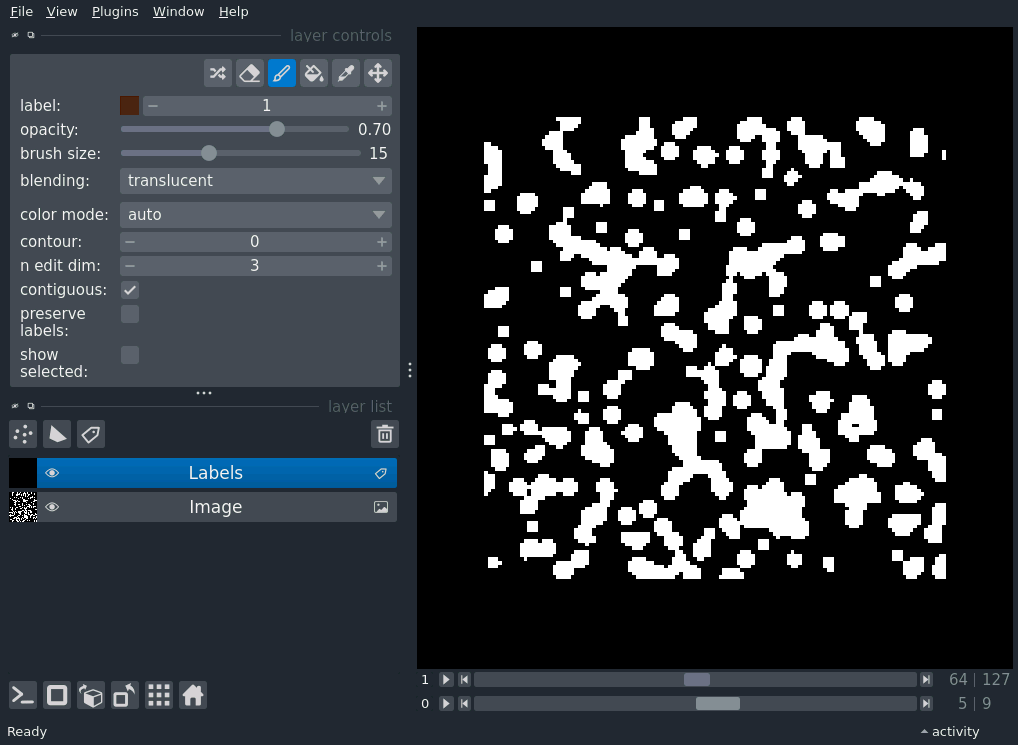 File View Plugins Window Help
layer controls
label: 1
opacity: 0.70
brush size: 15
blending: translucent
color mode: auto
contour: 0
n edit dim: 3
contiguous:
preserve
labels:
show
selected:
layer list
Labels
Image
1 64 | 127
0 5 | 9
Ready activity